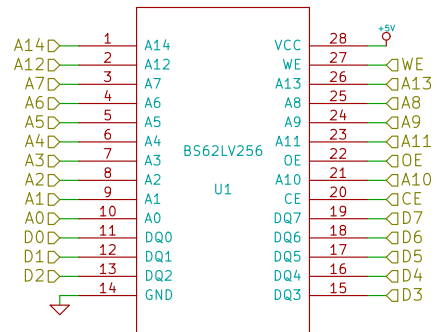 +5V
A14 1 A14 VCC 28
A12 2 A12 WE 27 WE
A7 3 A7 A13 26 A13
A6 4 A6 A8 25 A8
A5 5 A5 A9 24 A9
A4 6 A4 A11 23 A11
A3 7 A3 BS62LV256 OE 22 OE
A2 8 A2 A10 21 A10
A1 9 A1 U1 CE 20 CE
A0 10 A0 DQ7 19 D7
D0 11 DQ0 DQ6 18 D6
D1 12 DQ1 DQ5 17 D5
D2 13 DQ2 DQ4 16 D4
14 GND DQ3 15 D3